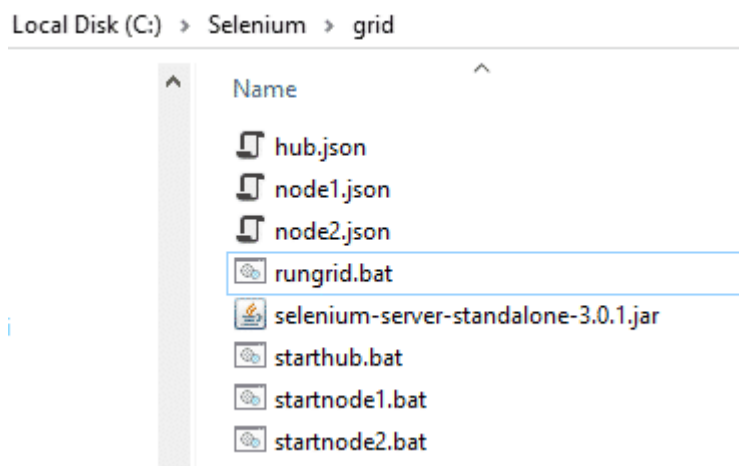 Local Disk (C:) > Selenium > grid
Name
hub.json
node1.json
node2.json
rungrid.bat
selenium-server-standalone-3.0.1.jar
starthub.bat
startnode1.bat
startnode2.bat